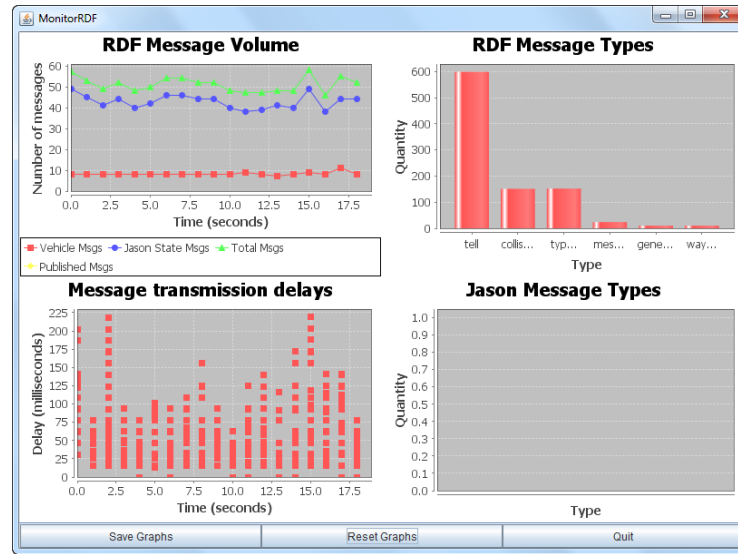 MonitorRDF
RDF Message Volume
Number of messages
60
50
40
30
20
10
0
0.0 2.5 5.0 7.5 10.0 12.5 15.0 17.5
Time (seconds)
Vehicle Msgs Jason State Msgs Total Msgs
Published Msgs
RDF Message Types
Quantity
600
500
400
300
200
100
0
tell collis... typ... mes... gene... way...
Type
Message transmission delays
Delay (milliseconds)
225
200
175
150
125
100
75
50
25
0
0.0 2.5 5.0 7.5 10.0 12.5 15.0 17.5
Time (seconds)
Jason Message Types
Quantity
1.0
0.9
0.8
0.7
0.6
0.5
0.4
0.3
0.2
0.1
0.0
Type
Save Graphs Reset Graphs Quit